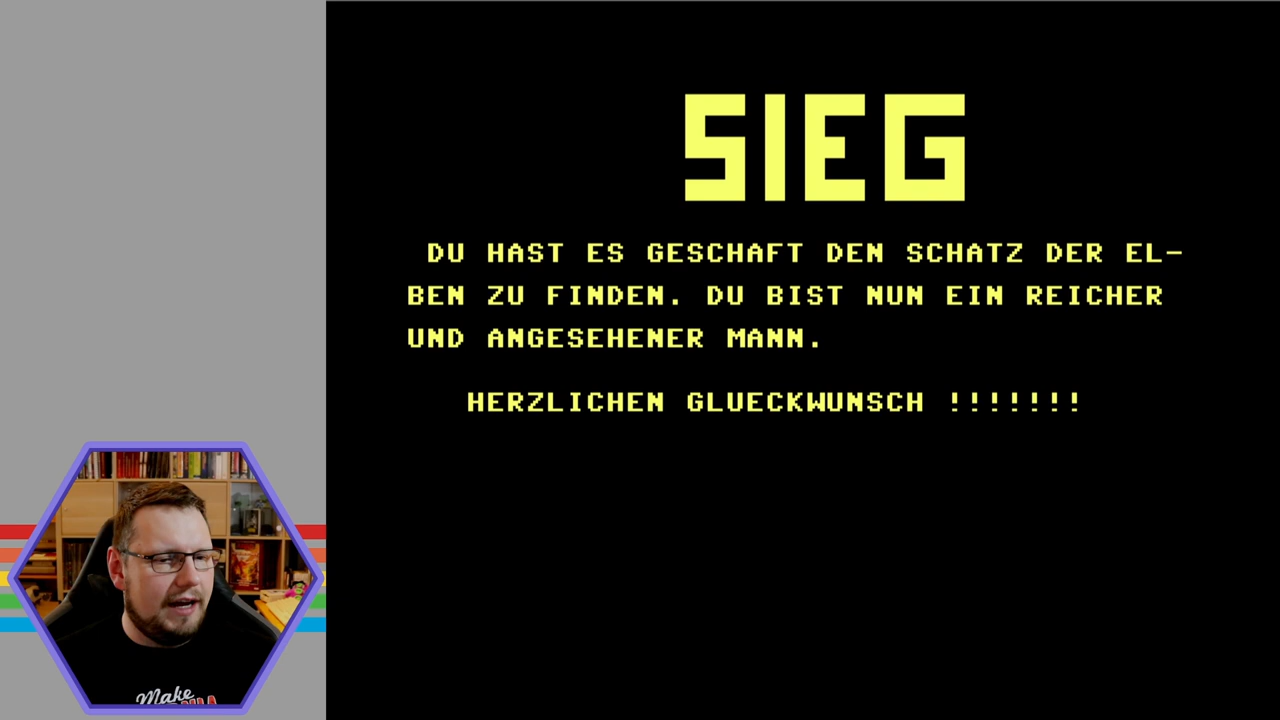 SIEG
DU HAST ES GESCHAFT DEN SCHATZ DER EL-
BEN ZU FINDEN. DU BIST NUN EIN REICHER
UND ANGESEHENER MANN.
HERZLICHEN GLUECKWUNSCH !!!!!!!
Make